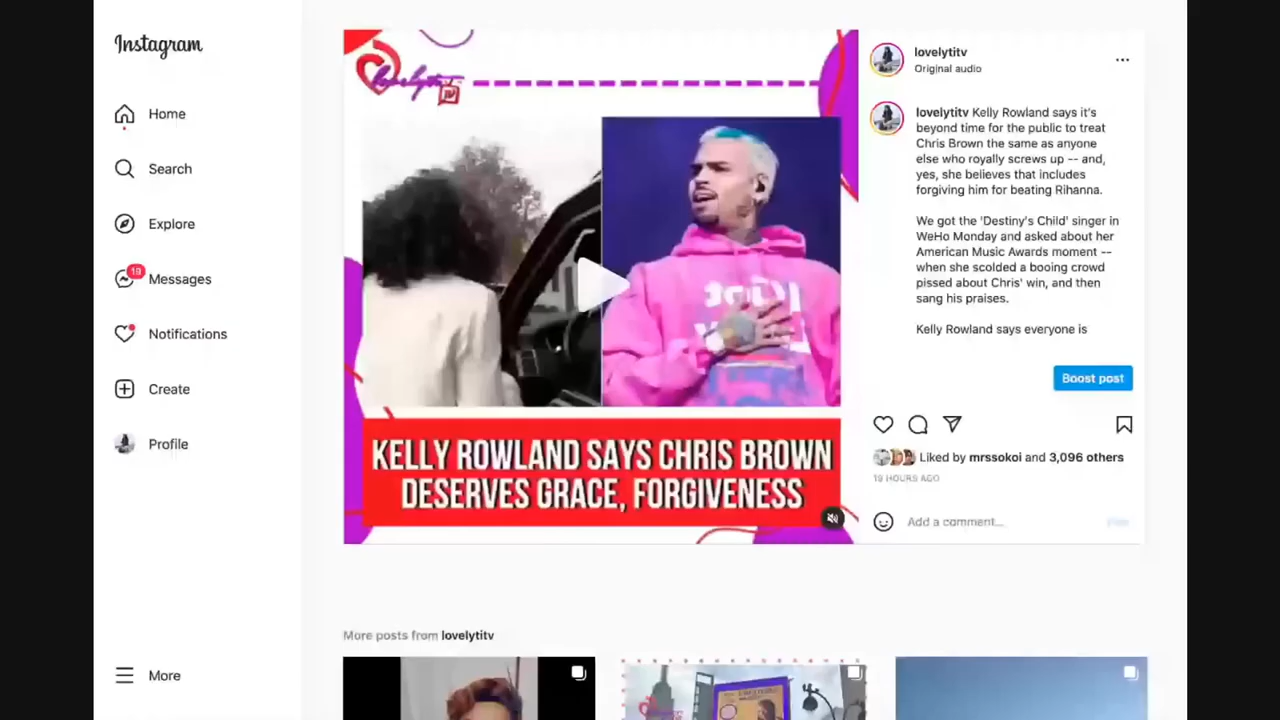 Instagram
Home
Search
Explore
19
Messages
Notifications
Create
Profile
More
lovelytitv
TV
KELLY ROWLAND SAYS CHRIS BROWN
DESERVES GRACE, FORGIVENESS
lovelytitv
Original audio
lovelytitv Kelly Rowland says it's
beyond time for the public to treat
Chris Brown the same as anyone
else who royally screws up -- and,
yes, she believes that includes
forgiving him for beating Rihanna.
We got the 'Destiny's Child' singer in
WeHo Monday and asked about her
American Music Awards moment --
when she scolded a booing crowd
pissed about Chris' win, and then
sang his praises.
Kelly Rowland says everyone is
Boost post
Liked by mrssokoi and 3,096 others
19 HOURS AGO
Add a comment...
Post
More posts from lovelytitv